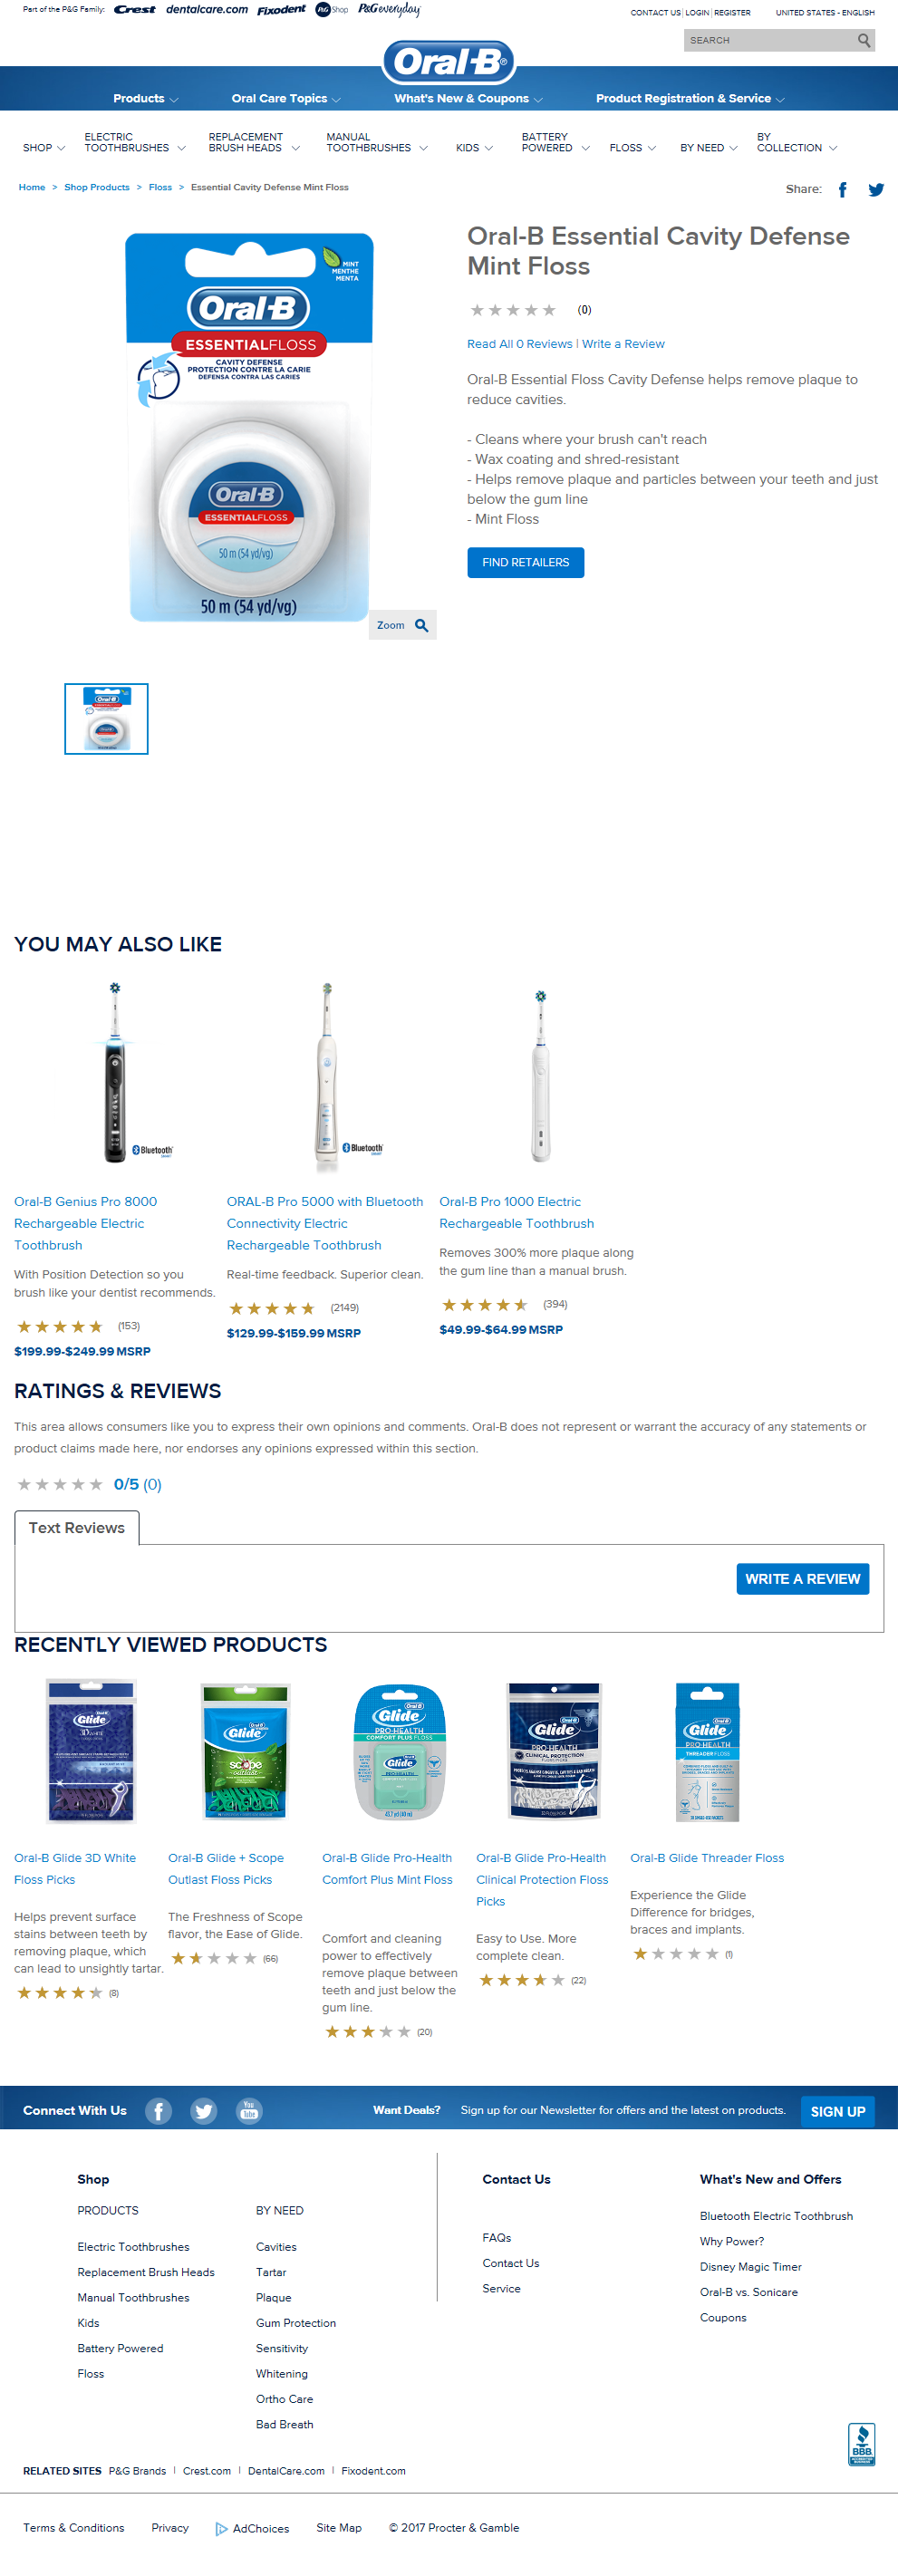 Part of the P&G Family: Crest dentalcare.com Fixodent P&G Shop P&G everyday
CONTACT US | LOGIN | REGISTER UNITED STATES - ENGLISH
SEARCH
Oral-B®
Products Oral Care Topics What's New & Coupons Product Registration & Service
SHOP ELECTRIC TOOTHBRUSHES REPLACEMENT BRUSH HEADS MANUAL TOOTHBRUSHES KIDS BATTERY POWERED FLOSS BY NEED BY COLLECTION
Home > Shop Products > Floss > Essential Cavity Defense Mint Floss
Share:
MINT
MENTHE
MENTA
Oral-B
ESSENTIALFLOSS
CAVITY DEFENSE
PROTECTION CONTRE LA CARIE
DEFENSA CONTRA LAS CARIES
Oral-B
ESSENTIALFLOSS
50 m (54 yd/vg)
50 m (54 yd/vg)
Zoom
Oral-B Essential Cavity Defense
Mint Floss
(0)
Read All 0 Reviews | Write a Review
Oral-B Essential Floss Cavity Defense helps remove plaque to
reduce cavities.
- Cleans where your brush can't reach
- Wax coating and shred-resistant
- Helps remove plaque and particles between your teeth and just
below the gum line
- Mint Floss
FIND RETAILERS
Oral-B
YOU MAY ALSO LIKE
Bluetooth
Bluetooth
Oral-B Genius Pro 8000
Rechargeable Electric
Toothbrush
With Position Detection so you
brush like your dentist recommends.
(153)
$199.99-$249.99 MSRP
ORAL-B Pro 5000 with Bluetooth
Connectivity Electric
Rechargeable Toothbrush
Real-time feedback. Superior clean.
(2149)
$129.99-$159.99 MSRP
Oral-B Pro 1000 Electric
Rechargeable Toothbrush
Removes 300% more plaque along
the gum line than a manual brush.
(394)
$49.99-$64.99 MSRP
RATINGS & REVIEWS
This area allows consumers like you to express their own opinions and comments. Oral-B does not represent or warrant the accuracy of any statements or
product claims made here, nor endorses any opinions expressed within this section.
0/5 (0)
Text Reviews
WRITE A REVIEW
RECENTLY VIEWED PRODUCTS
Glide
3D WHITE
Oral-B Glide 3D White
Floss Picks
Helps prevent surface
stains between teeth by
removing plaque, which
can lead to unsightly tartar.
(8)
Glide
scope
Oral-B Glide + Scope
Outlast Floss Picks
The Freshness of Scope
flavor, the Ease of Glide.
(66)
Oral-B
Glide
PRO-HEALTH
COMFORT PLUS FLOSS
Glide
Oral-B Glide Pro-Health
Comfort Plus Mint Floss
Comfort and cleaning
power to effectively
remove plaque between
teeth and just below the
gum line.
(20)
Oral-B
Glide
PRO-HEALTH
CLINICAL PROTECTION
Oral-B Glide Pro-Health
Clinical Protection Floss
Picks
Easy to Use. More
complete clean.
(22)
Oral-B
Glide
PRO-HEALTH
THREADER FLOSS
Oral-B Glide Threader Floss
Experience the Glide
Difference for bridges,
braces and implants.
(1)
Connect With Us You Tube Want Deals? Sign up for our Newsletter for offers and the latest on products. SIGN UP
Shop
PRODUCTS
Electric Toothbrushes
Replacement Brush Heads
Manual Toothbrushes
Kids
Battery Powered
Floss
BY NEED
Cavities
Tartar
Plaque
Gum Protection
Sensitivity
Whitening
Ortho Care
Bad Breath
Contact Us
FAQs
Contact Us
Service
What's New and Offers
Bluetooth Electric Toothbrush
Why Power?
Disney Magic Timer
Oral-B vs. Sonicare
Coupons
BBB
RELATED SITES P&G Brands | Crest.com | DentalCare.com | Fixodent.com
Terms & Conditions Privacy AdChoices Site Map © 2017 Procter & Gamble